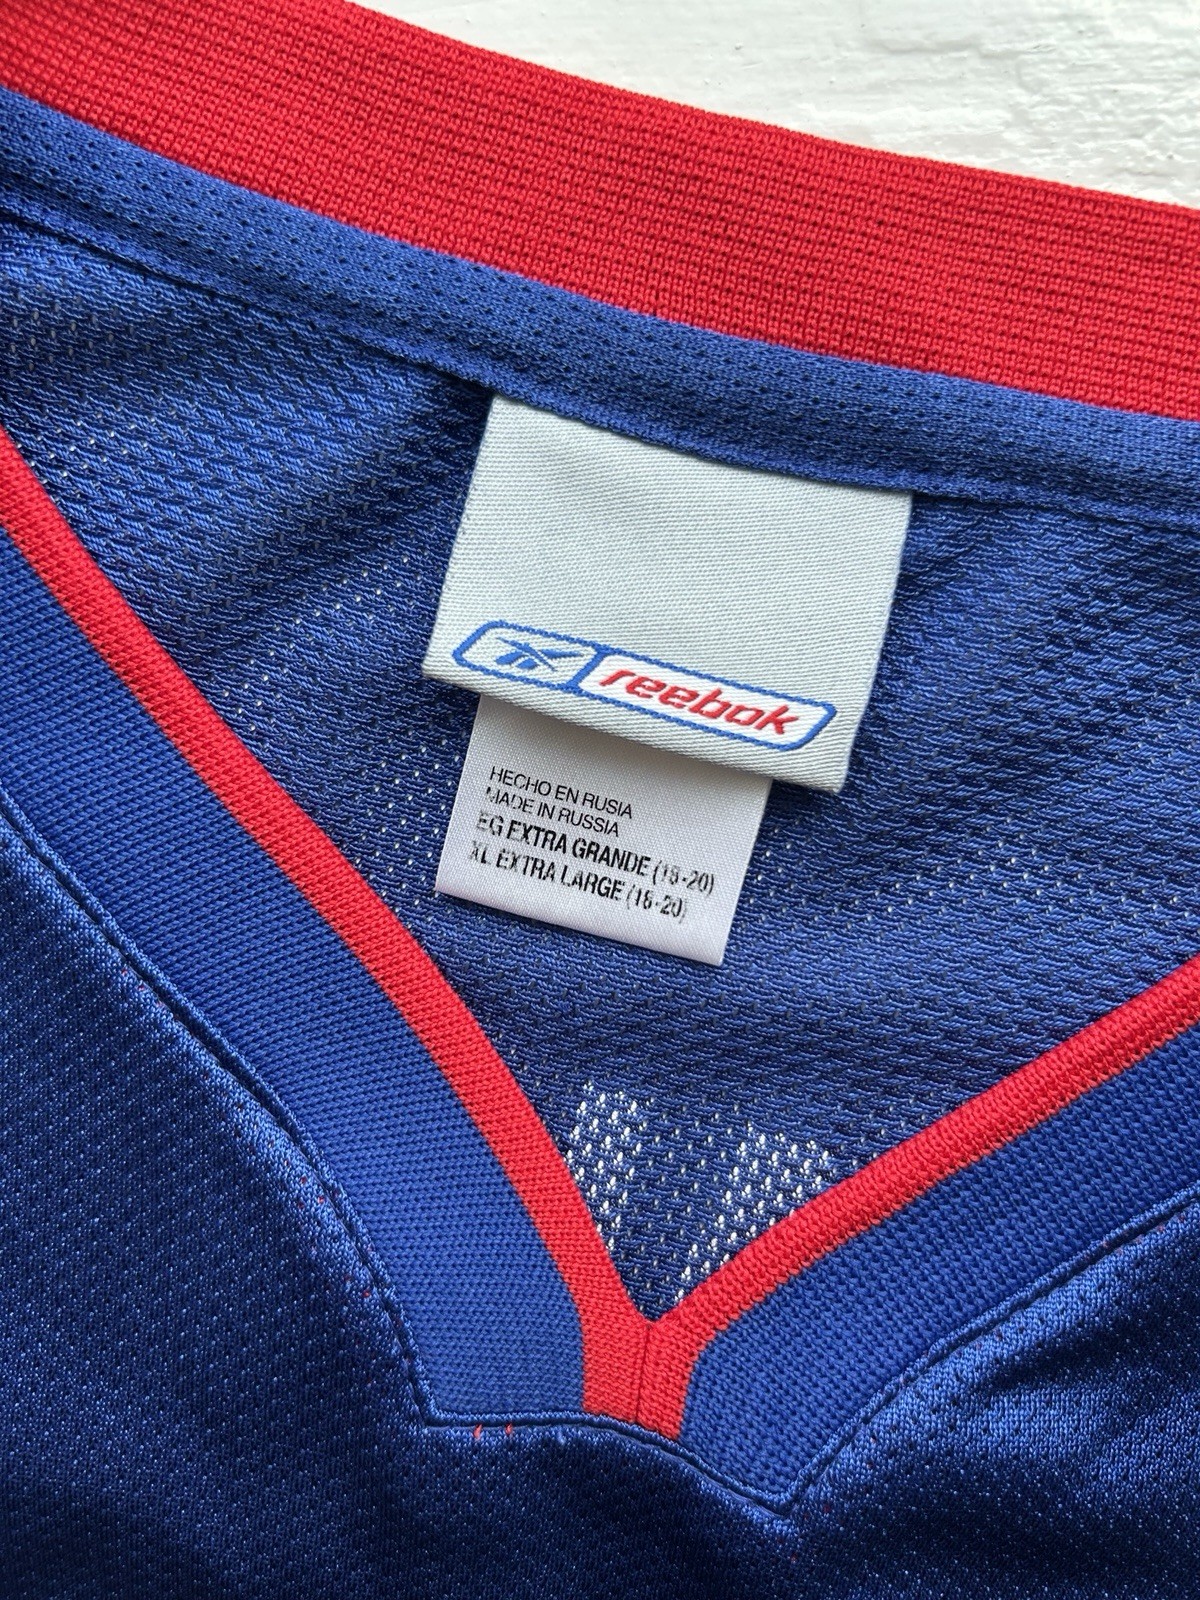 reebok
HECHO EN RUSIA
MADE IN RUSSIA
EG EXTRA GRANDE (18-20)
XL EXTRA LARGE (18-20)